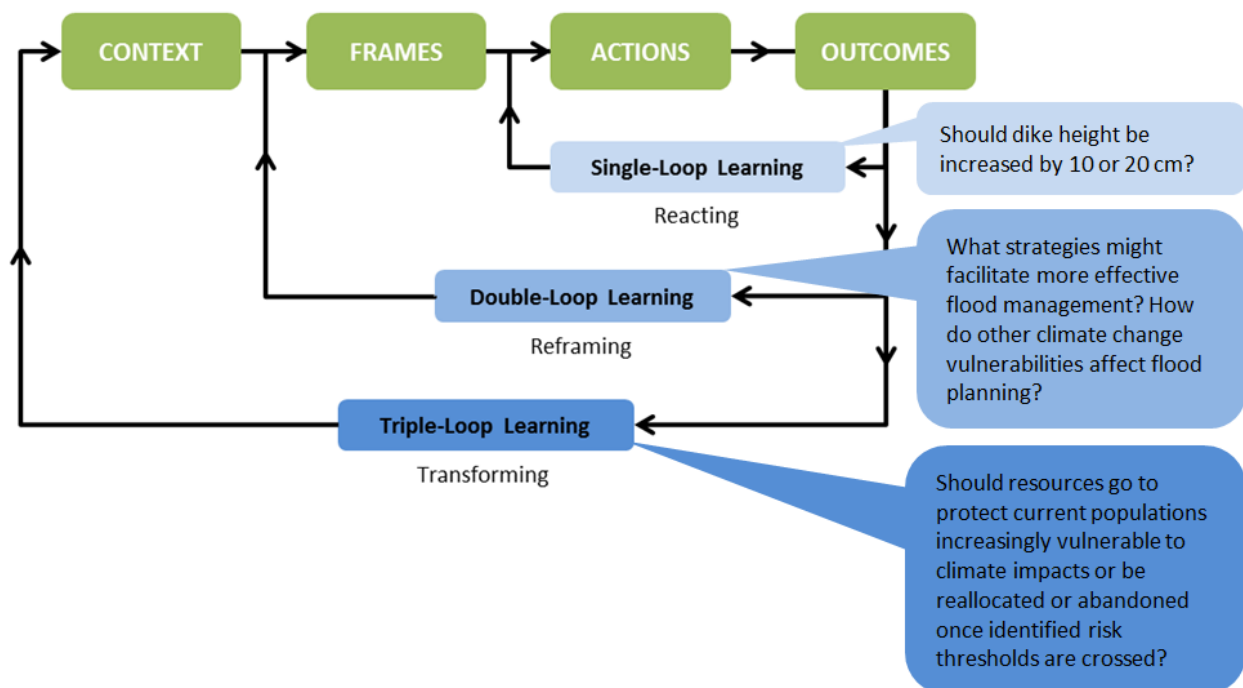 CONTEXT
FRAMES
ACTIONS
OUTCOMES
Should dike height be
increased by 10 or 20 cm?
Single-Loop Learning
Reacting
What strategies might
facilitate more effective
flood management? How
do other climate change
vulnerabilities affect flood
planning?
Double-Loop Learning
Reframing
Triple-Loop Learning
Transforming
Should resources go to
protect current populations
increasingly vulnerable to
climate impacts or be
reallocated or abandoned
once identified risk
thresholds are crossed?